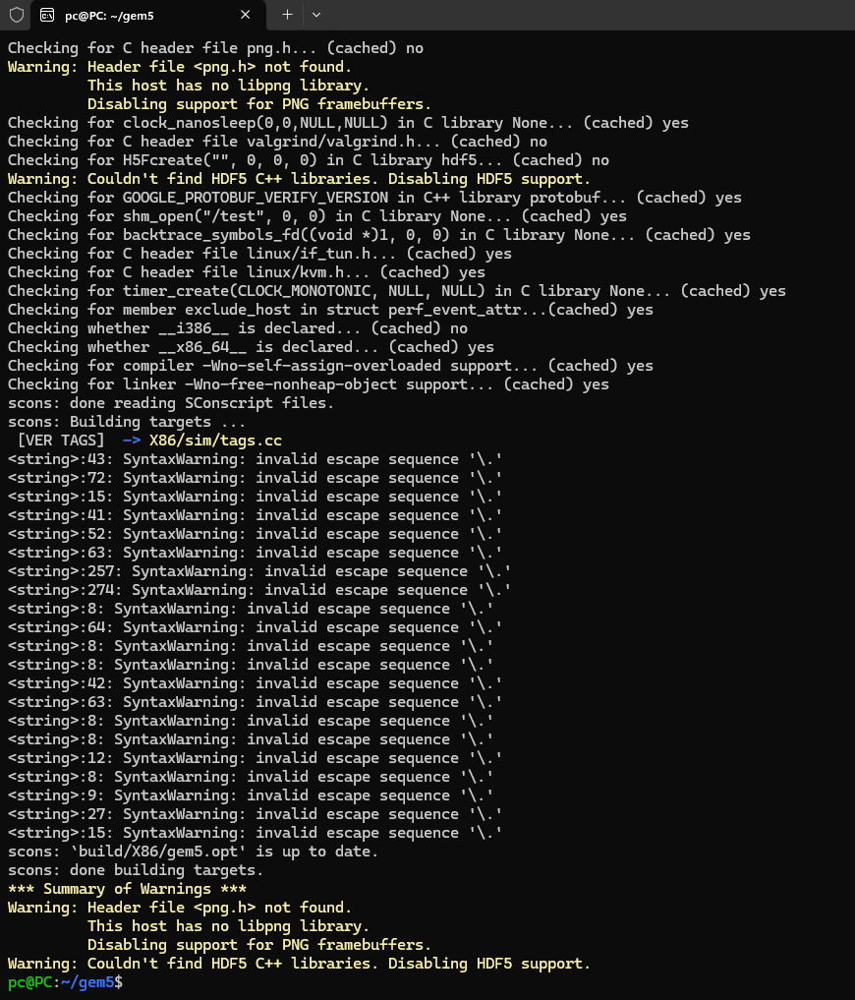 pc@PC: ~/gem5
Checking for C header file png.h... (cached) no
Warning: Header file <png.h> not found.
         This host has no libpng library.
         Disabling support for PNG framebuffers.
Checking for clock_nanosleep(0,0,NULL,NULL) in C library None... (cached) yes
Checking for C header file valgrind/valgrind.h... (cached) no
Checking for H5Fcreate("", 0, 0, 0) in C library hdf5... (cached) no
Warning: Couldn't find HDF5 C++ libraries. Disabling HDF5 support.
Checking for GOOGLE_PROTOBUF_VERIFY_VERSION in C++ library protobuf... (cached) yes
Checking for shm_open("/test", 0, 0) in C library None... (cached) yes
Checking for backtrace_symbols_fd((void *)1, 0, 0) in C library None... (cached) yes
Checking for C header file linux/if_tun.h... (cached) yes
Checking for C header file linux/kvm.h... (cached) yes
Checking for timer_create(CLOCK_MONOTONIC, NULL, NULL) in C library None... (cached) yes
Checking for member exclude_host in struct perf_event_attr...(cached) yes
Checking whether __i386__ is declared... (cached) no
Checking whether __x86_64__ is declared... (cached) yes
Checking for compiler -Wno-self-assign-overloaded support... (cached) yes
Checking for linker -Wno-free-nonheap-object support... (cached) yes
scons: done reading SConscript files.
scons: Building targets ...
 [VER TAGS]  -> X86/sim/tags.cc
<string>:43: SyntaxWarning: invalid escape sequence '\.'
<string>:72: SyntaxWarning: invalid escape sequence '\.'
<string>:15: SyntaxWarning: invalid escape sequence '\.'
<string>:41: SyntaxWarning: invalid escape sequence '\.'
<string>:52: SyntaxWarning: invalid escape sequence '\.'
<string>:63: SyntaxWarning: invalid escape sequence '\.'
<string>:257: SyntaxWarning: invalid escape sequence '\.'
<string>:274: SyntaxWarning: invalid escape sequence '\.'
<string>:8: SyntaxWarning: invalid escape sequence '\.'
<string>:64: SyntaxWarning: invalid escape sequence '\.'
<string>:8: SyntaxWarning: invalid escape sequence '\.'
<string>:8: SyntaxWarning: invalid escape sequence '\.'
<string>:42: SyntaxWarning: invalid escape sequence '\.'
<string>:63: SyntaxWarning: invalid escape sequence '\.'
<string>:8: SyntaxWarning: invalid escape sequence '\.'
<string>:8: SyntaxWarning: invalid escape sequence '\.'
<string>:12: SyntaxWarning: invalid escape sequence '\.'
<string>:8: SyntaxWarning: invalid escape sequence '\.'
<string>:9: SyntaxWarning: invalid escape sequence '\.'
<string>:27: SyntaxWarning: invalid escape sequence '\.'
<string>:15: SyntaxWarning: invalid escape sequence '\.'
scons: `build/X86/gem5.opt' is up to date.
scons: done building targets.
*** Summary of Warnings ***
Warning: Header file <png.h> not found.
         This host has no libpng library.
         Disabling support for PNG framebuffers.
Warning: Couldn't find HDF5 C++ libraries. Disabling HDF5 support.
pc@PC:~/gem5$